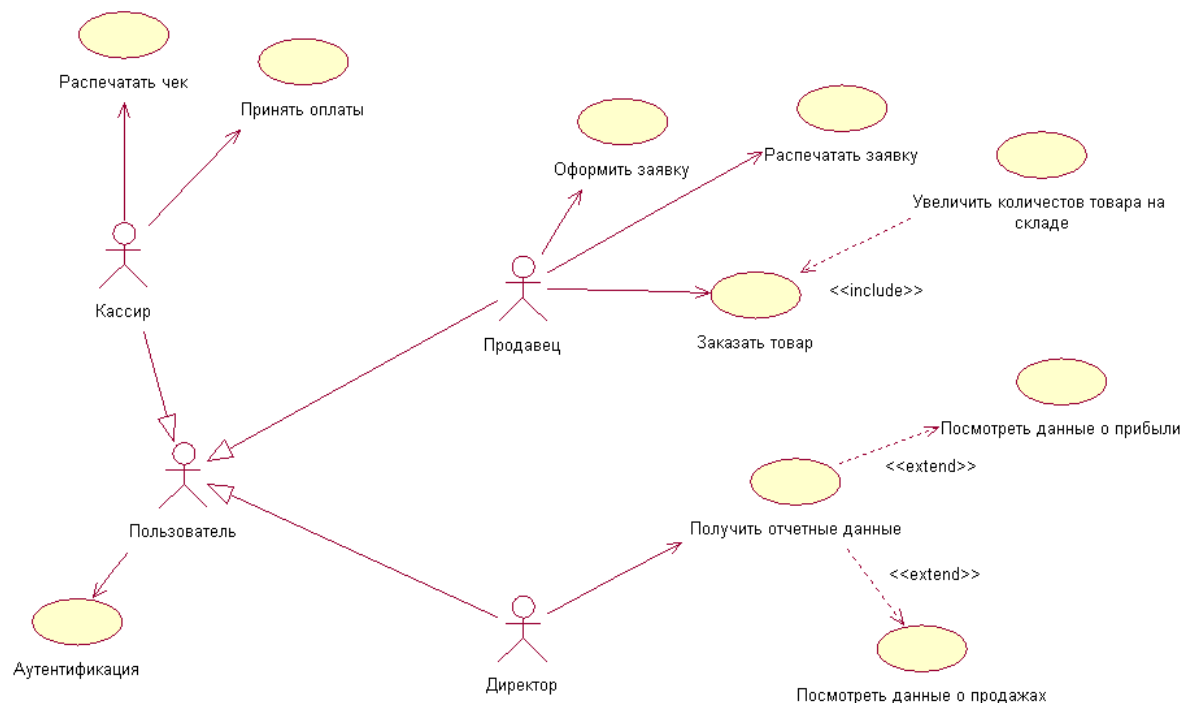 Распечатать чек
Принять оплаты
Оформить заявку
Распечатать заявку
Увеличить количестов товара на
складе
Кассир
<<include>>
Продавец
Заказать товар
Посмотреть данные о прибыли
<<extend>>
Пользователь
Получить отчетные данные
<<extend>>
Аутентификация
Директор
Посмотреть данные о продажах